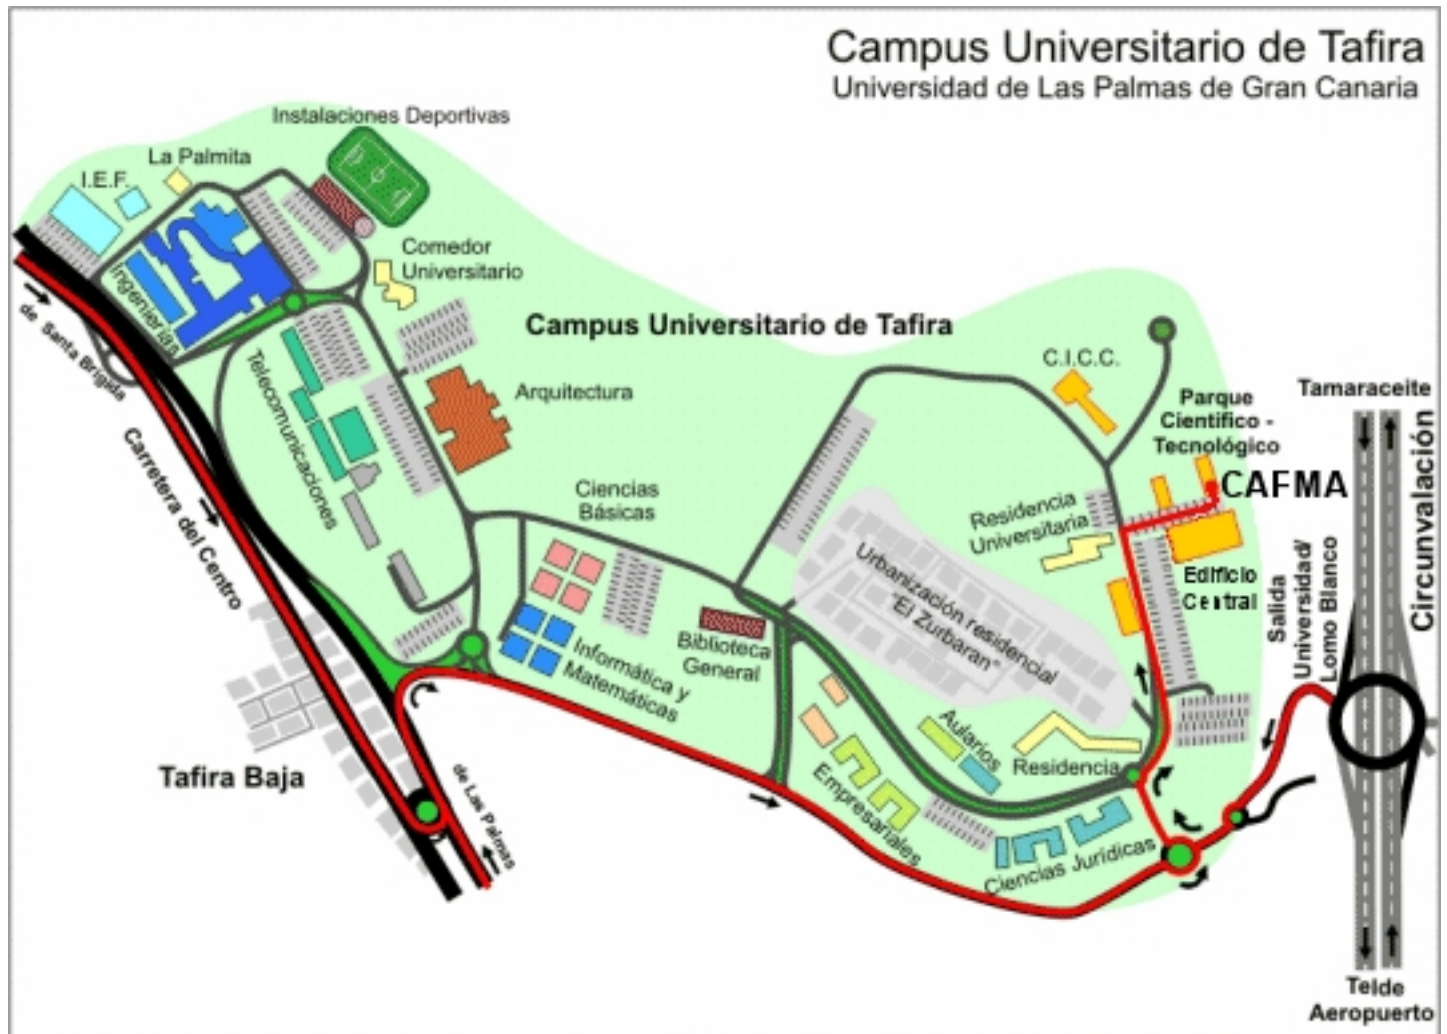 Campus Universitario de Tafira
Universidad de Las Palmas de Gran Canaria
Instalaciones Deportivas
La Palmita
I.E.F.
Comedor
Universitario
Ingenierías
de Santa Brígida
Campus Universitario de Tafira
C.I.C.C.
Tamaraceite
Parque
Científico -
Tecnológico
CAFMA
Circunvalación
Telecomunicaciones
Arquitectura
Carretera del Centro
Ciencias
Básicas
Residencia
Universitaria
Urbanización residencial
"El Zurbaran"
Edificio
Central
Salida
Universidad/
Lomo Blanco
Biblioteca
General
Informática y
Matemáticas
Tafira Baja
de Las Palmas
Aularios
Residencia
Empresariales
Ciencias Jurídicas
Telde
Aeropuerto